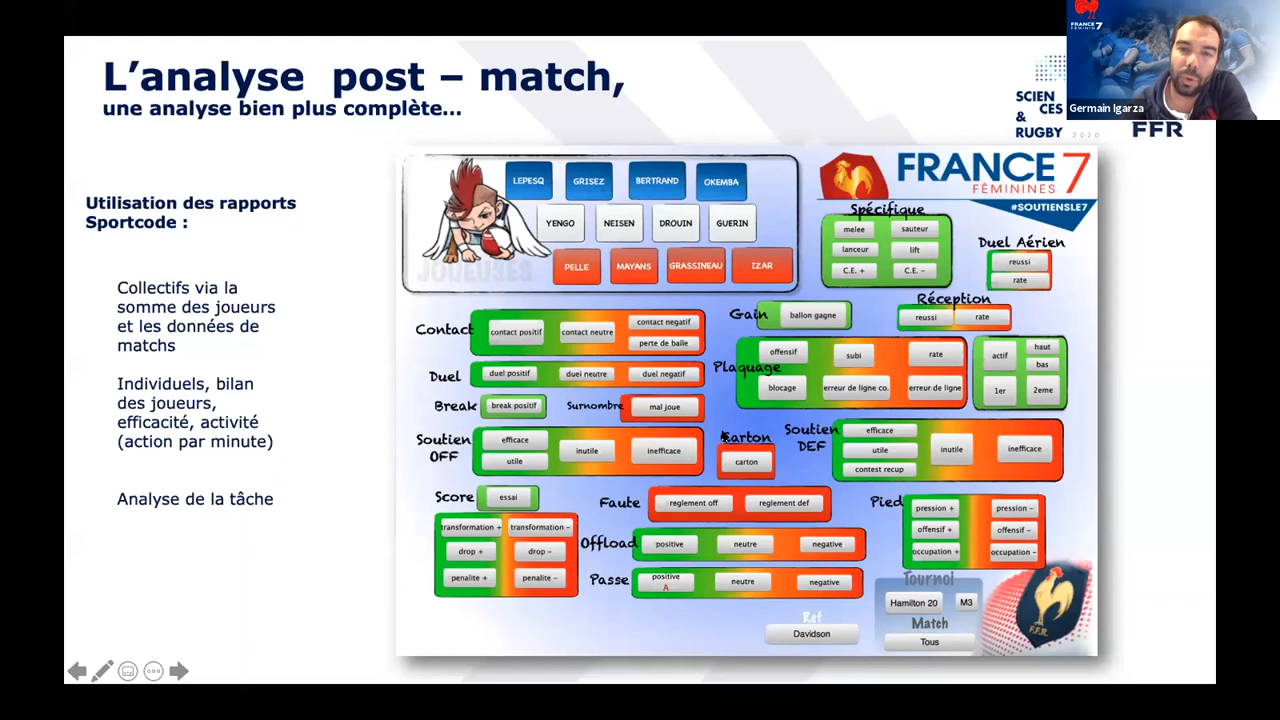 L'analyse post – match,
une analyse bien plus complète...
FRANCE 7
FÉMININ
Germain Igarza
SCIEN
CES
&
RUGBY
2020
FFR
Utilisation des rapports
Sportcode :
Collectifs via la
somme des joueurs
et les données de
matchs
Individuels, bilan
des joueurs,
efficacité, activité
(action par minute)
Analyse de la tâche
LEPESQ GRISEZ BERTRAND OKEMBA
YENGO NEISEN DROUIN GUERIN
PELLE MAYANS GRASSINEAU IZAR
JOUEUSES
FRANCE 7
FÉMININES
#SOUTIENSLE7
Spécifique
melee sauteur
lanceur lift
C.E. + C.E. –
Duel Aérien
reussi
rate
Réception
reussi rate
Gain ballon gagne
Contact contact positif contact neutre contact negatif
perte de balle
Duel duel positif duel neutre duel negatif
Break break positif
Surnombre mal joue
Plaquage
offensif subi rate
blocage erreur de ligne co. erreur de ligne
actif haut
bas
1er 2eme
Soutien
OFF
efficace
utile
inutile
inefficace
Carton
carton
Soutien
DEF
efficace
utile
contest recup
inutile
inefficace
Score essai
transformation + transformation –
drop + drop –
penalite + penalite –
Faute reglement off reglement def
Offload positive neutre negative
Passe positive neutre negative
A
Pied
pression + pression –
offensif + offensif –
occupation + occupation –
Tournoi
Hamilton 20 M3
Match
Tous
Ref
Davidson
F.F.R.